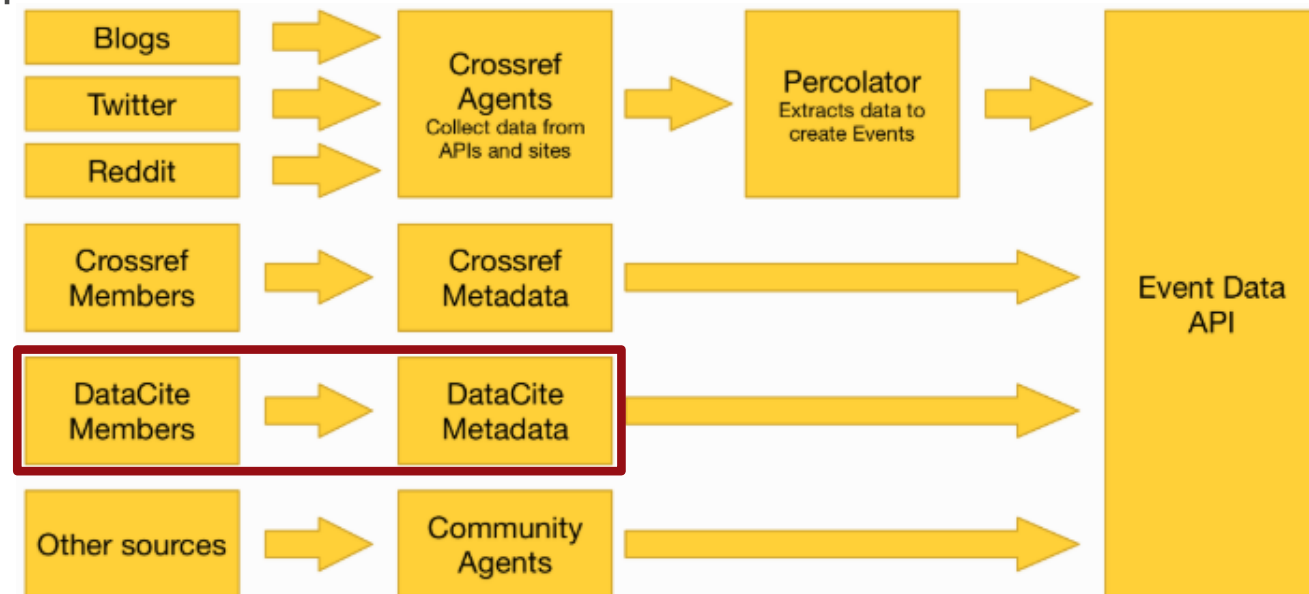 Blogs
Twitter
Reddit
Crossref
Agents
Collect data from
APIs and sites
Percolator
Extracts data to
create Events
Crossref
Members
Crossref
Metadata
DataCite
Members
DataCite
Metadata
Other sources
Community
Agents
Event Data
API